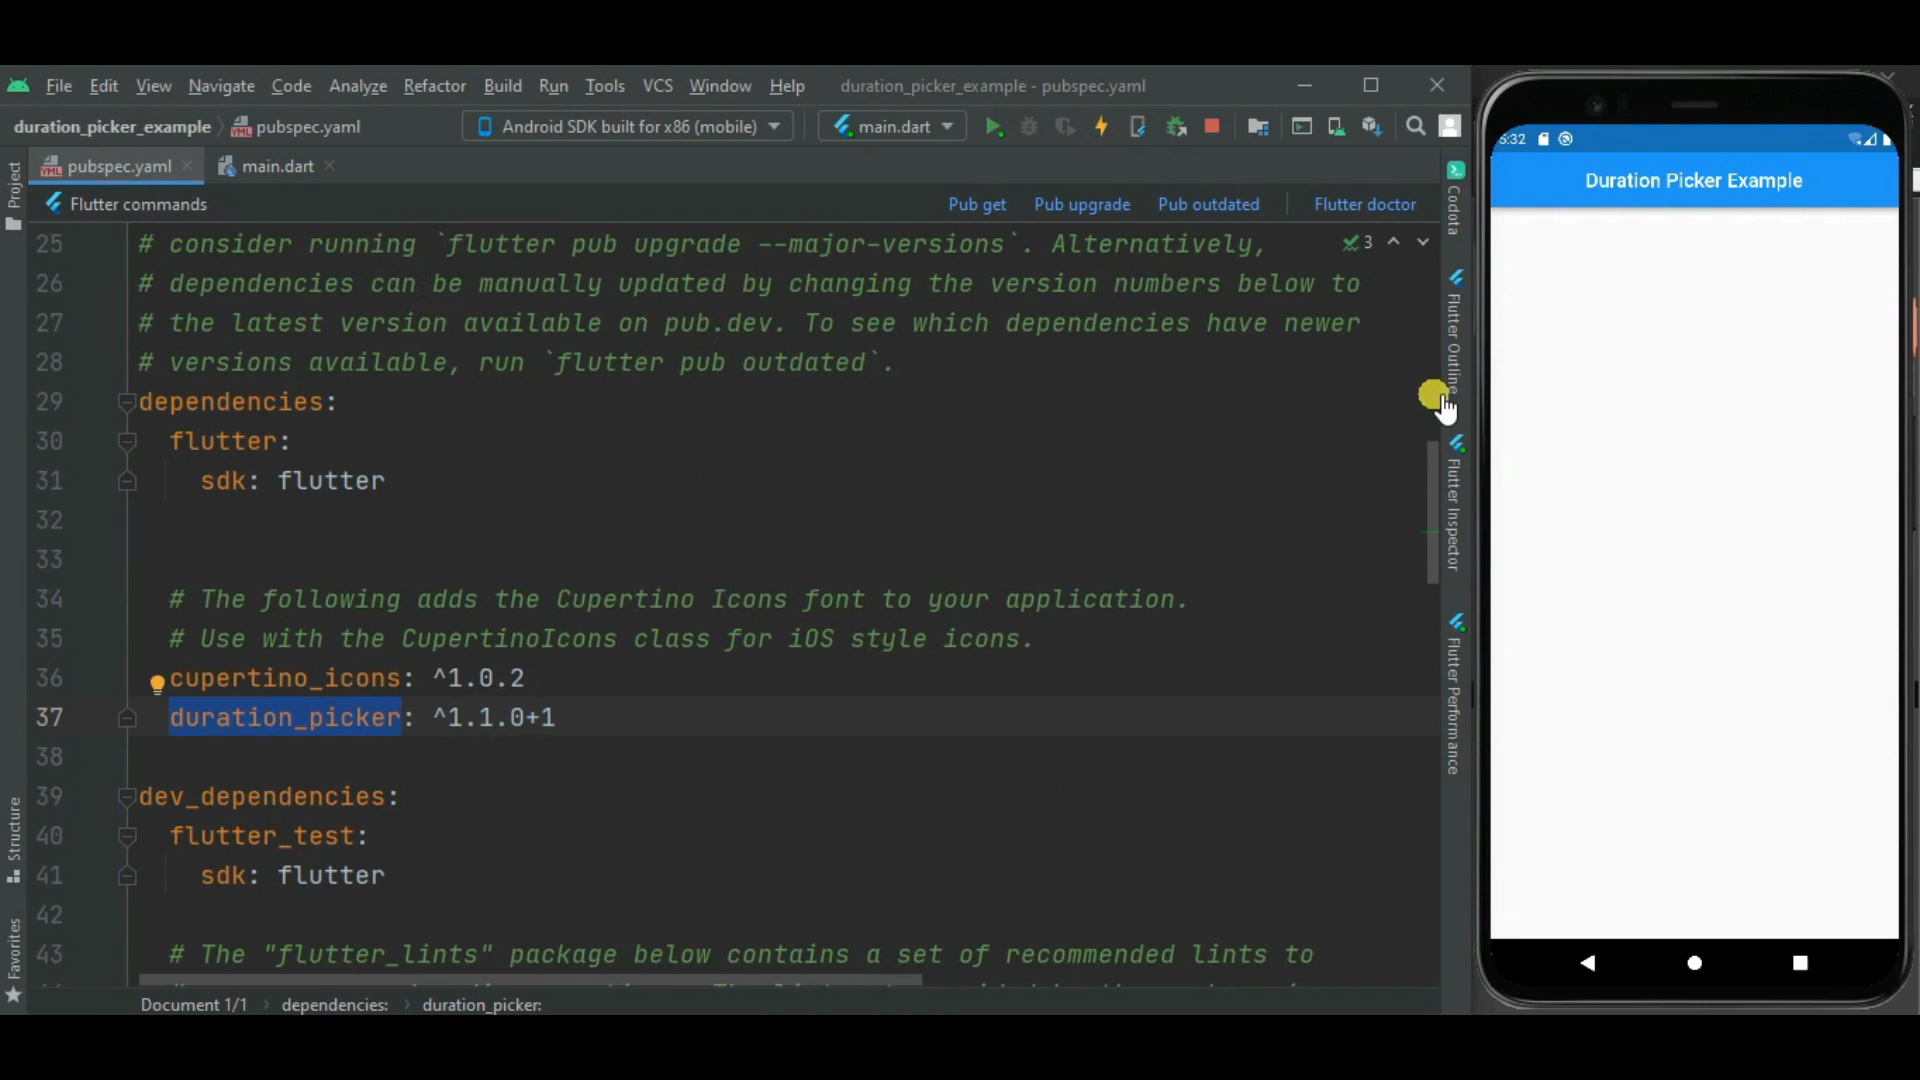 File Edit View Navigate Code Analyze Refactor Build Run Tools VCS Window Help duration_picker_example - pubspec.yaml
duration_picker_example pubspec.yaml Android SDK built for x86 (mobile) main.dart
pubspec.yaml main.dart
Flutter commands Pub get Pub upgrade Pub outdated Flutter doctor
25 # consider running `flutter pub upgrade --major-versions`. Alternatively, 3
26 # dependencies can be manually updated by changing the version numbers below to
27 # the latest version available on pub.dev. To see which dependencies have newer
28 # versions available, run `flutter pub outdated`.
29 dependencies:
30 flutter:
31 sdk: flutter
32
33
34 # The following adds the Cupertino Icons font to your application.
35 # Use with the CupertinoIcons class for iOS style icons.
36 cupertino_icons: ^1.0.2
37 duration_picker: ^1.1.0+1
38
39 dev_dependencies:
40 flutter_test:
41 sdk: flutter
42
43 # The "flutter_lints" package below contains a set of recommended lints to
Document 1/1 dependencies: duration_picker:
Project
Structure
Favorites
Codota
Flutter Outline
Flutter Inspector
Flutter Performance
5:32
Duration Picker Example